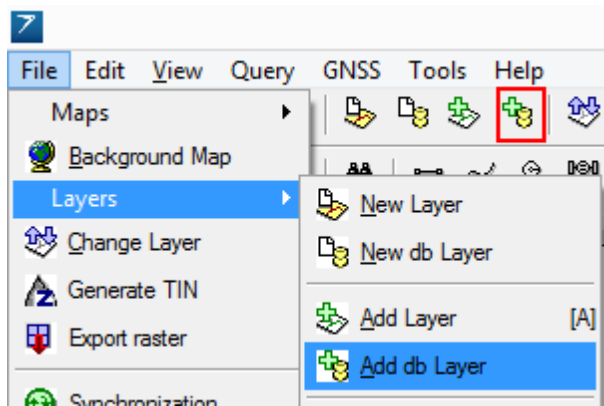 File Edit View Query GNSS Tools Help
Maps
Background Map
Layers
New Layer
Change Layer
New db Layer
Generate TIN
Add Layer [A]
Export raster
Add db Layer
Synchronization